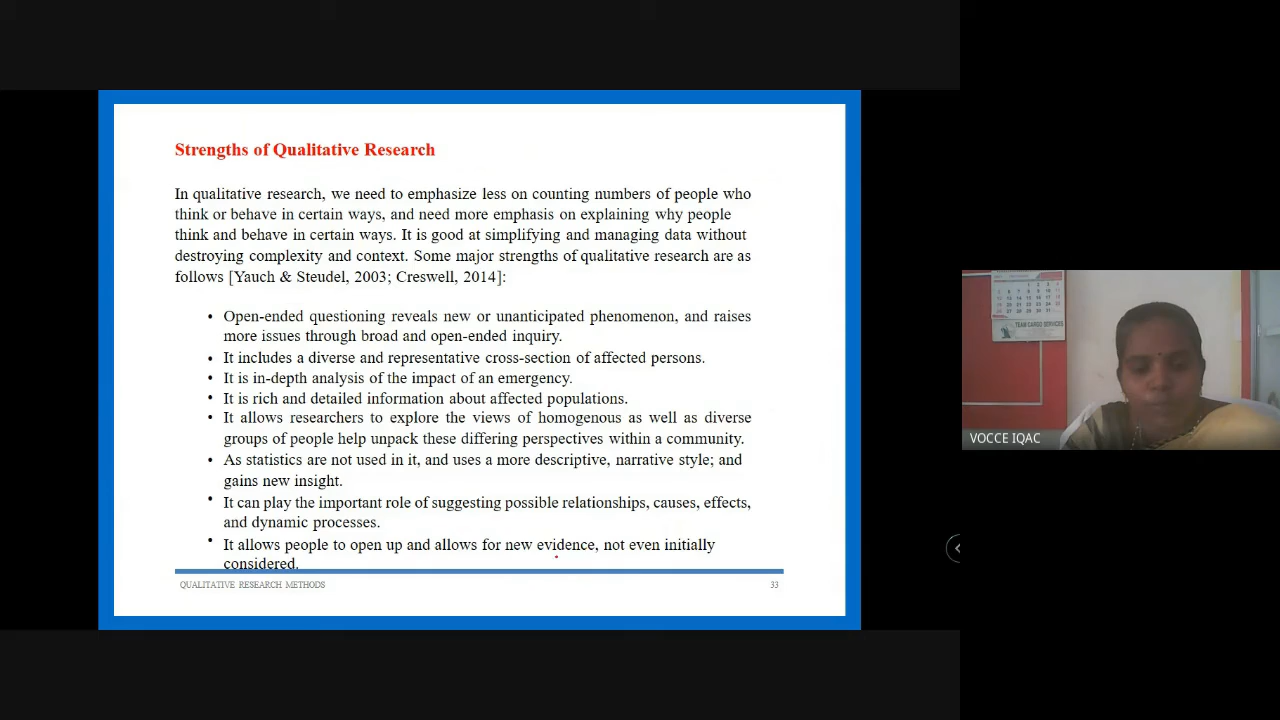 Strengths of Qualitative Research
In qualitative research, we need to emphasize less on counting numbers of people who
think or behave in certain ways, and need more emphasis on explaining why people
think and behave in certain ways. It is good at simplifying and managing data without
destroying complexity and context. Some major strengths of qualitative research are as
follows [Yauch & Steudel, 2003; Creswell, 2014]:
• Open-ended questioning reveals new or unanticipated phenomenon, and raises
more issues through broad and open-ended inquiry.
• It includes a diverse and representative cross-section of affected persons.
• It is in-depth analysis of the impact of an emergency.
• It is rich and detailed information about affected populations.
• It allows researchers to explore the views of homogenous as well as diverse
groups of people help unpack these differing perspectives within a community.
• As statistics are not used in it, and uses a more descriptive, narrative style; and
gains new insight.
• It can play the important role of suggesting possible relationships, causes, effects,
and dynamic processes.
• It allows people to open up and allows for new evidence, not even initially
considered.
QUALITATIVE RESEARCH METHODS 33
TEAM CARGO SERVICES
VOCCE IQAC